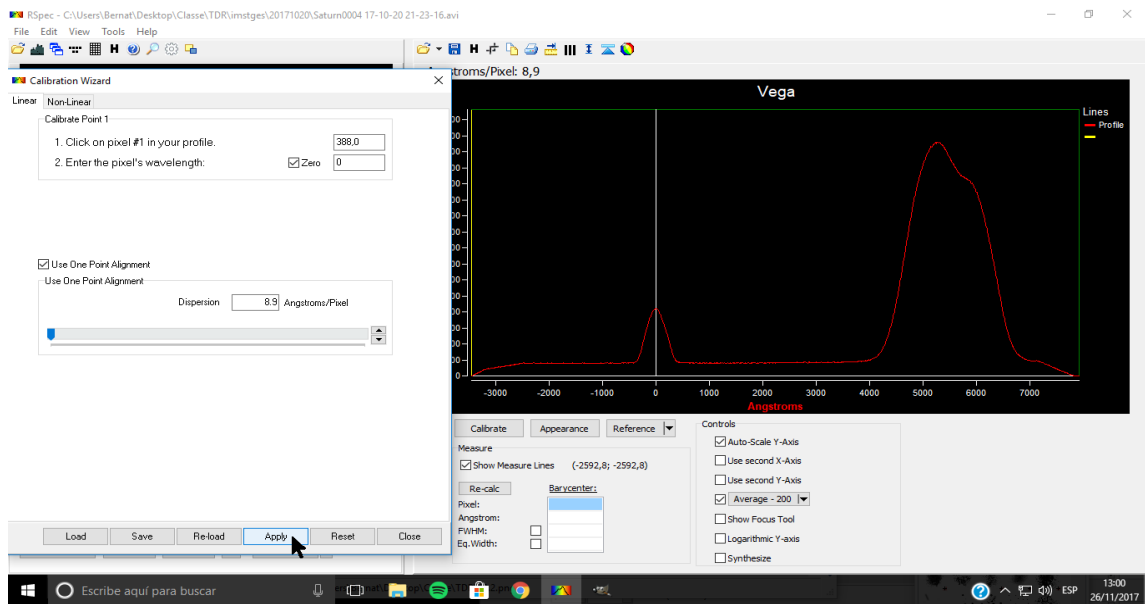 RSpec - C:\Users\Bernat\Desktop\Classe\TDR\imstges\20171020\Saturn0004 17-10-20 21-23-16.avi
File Edit View Tools Help
Calibration Wizard
Angstroms/Pixel: 8,9
Linear Non-Linear
Calibrate Point 1
1. Click on pixel #1 in your profile. 388,0
2. Enter the pixel's wavelength: Zero 0
Use One Point Alignment
Use One Point Alignment
Dispersion 8.9 Angstroms/Pixel
Load Save Re-load Apply Reset Close
Vega
Lines
Profile
-3000 -2000 -1000 0 1000 2000 3000 4000 5000 6000 7000
Angstroms
Calibrate Appearance Reference
Measure
Show Measure Lines (-2592,8; -2592,8)
Re-calc Barycenter:
Pixel:
Angstrom:
FWHM:
Eq.Width:
Controls
Auto-Scale Y-Axis
Use second X-Axis
Use second Y-Axis
Average - 200
Show Focus Tool
Logarithmic Y-axis
Synthesize
Escribe aquí para buscar
ESP
13:00
26/11/2017